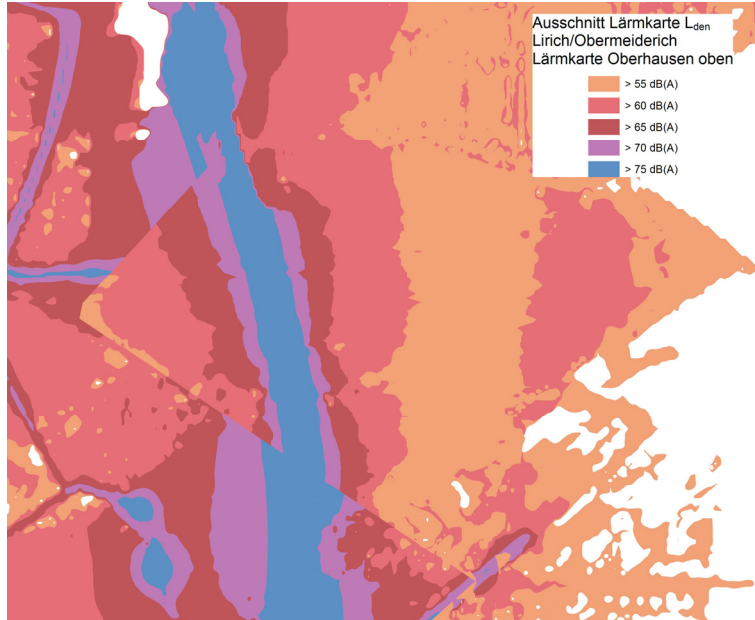 Ausschnitt Lärmkarte Lden
Lirich/Obermeiderich
Lärmkarte Oberhausen oben
> 55 dB(A)
> 60 dB(A)
> 65 dB(A)
> 70 dB(A)
> 75 dB(A)